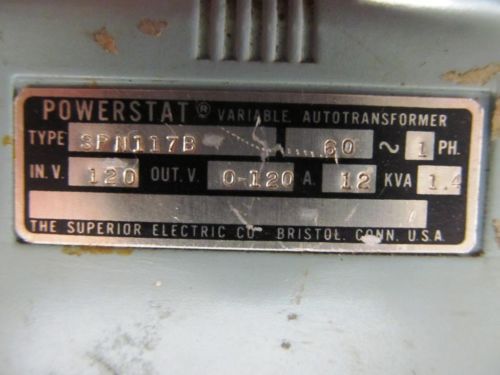 POWERSTAT® VARIABLE AUTOTRANSFORMER
TYPE 3PN117B 60 ~ 1 PH.
IN. V. 120 OUT. V. 0-120 A. 12 KVA 1.4
THE SUPERIOR ELECTRIC CO BRISTOL. CONN. U.S.A.